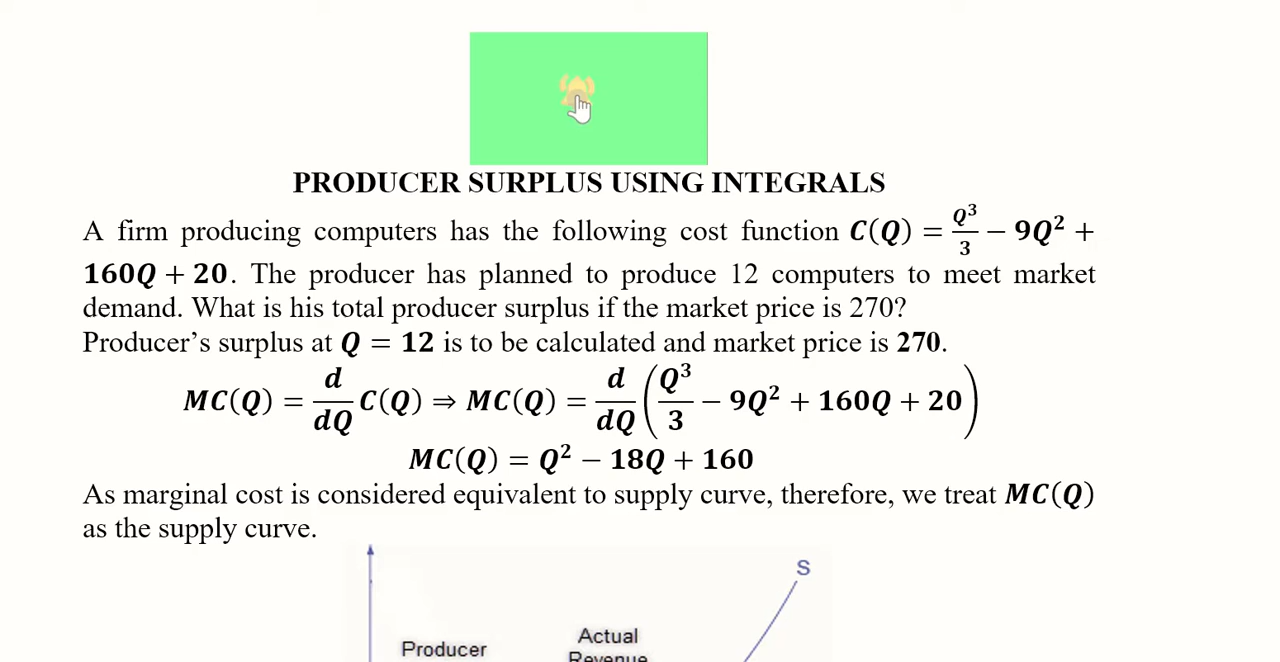 PRODUCER SURPLUS USING INTEGRALS
A firm producing computers has the following cost function C(Q) = Q³/3 − 9Q² +
160Q + 20. The producer has planned to produce 12 computers to meet market
demand. What is his total producer surplus if the market price is 270?
Producer’s surplus at Q = 12 is to be calculated and market price is 270.
MC(Q) = d/dQ C(Q) ⇒ MC(Q) = d/dQ (Q³/3 − 9Q² + 160Q + 20)
MC(Q) = Q² − 18Q + 160
As marginal cost is considered equivalent to supply curve, therefore, we treat MC(Q)
as the supply curve.
S
Actual
Producer
Revenue